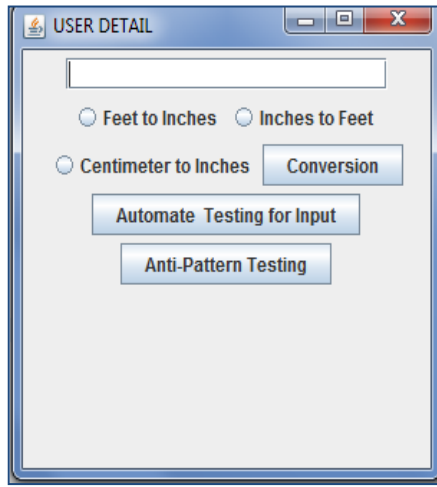 USER DETAIL
Feet to Inches Inches to Feet
Centimeter to Inches Conversion
Automate Testing for Input
Anti-Pattern Testing